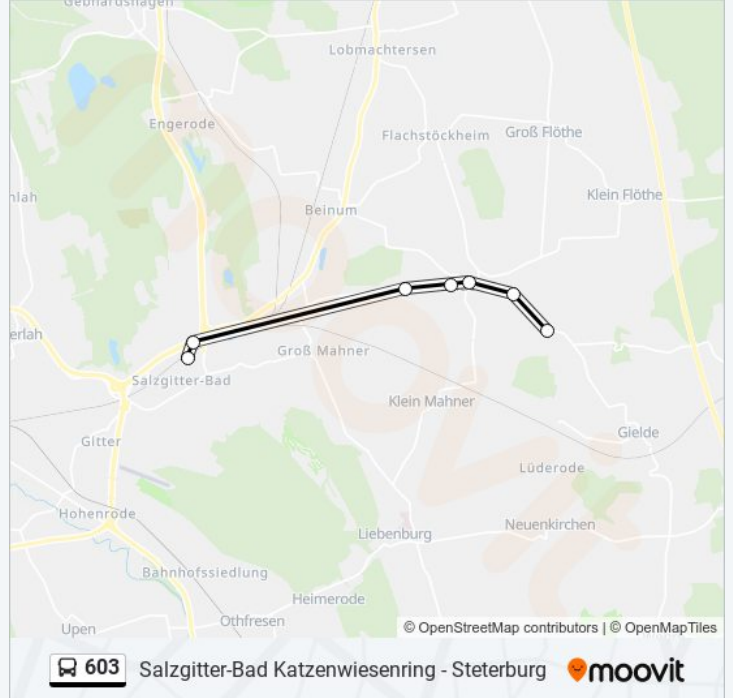 Gebhardshagen
Lobmachtersen
Engerode
Flachstöckheim
Groß Flöthe
nlah
Klein Flöthe
Beinum
erlah
Groß Mahner
Salzgitter-Bad
Klein Mahner
Gitter
Gielde
Lüderode
Hohenrode
Neuenkirchen
Liebenburg
Bahnhofssiedlung
Heimerode
Othfresen
Upen
© OpenStreetMap contributors | © OpenMapTiles
603 Salzgitter-Bad Katzenwiesenring - Steterburg moovit